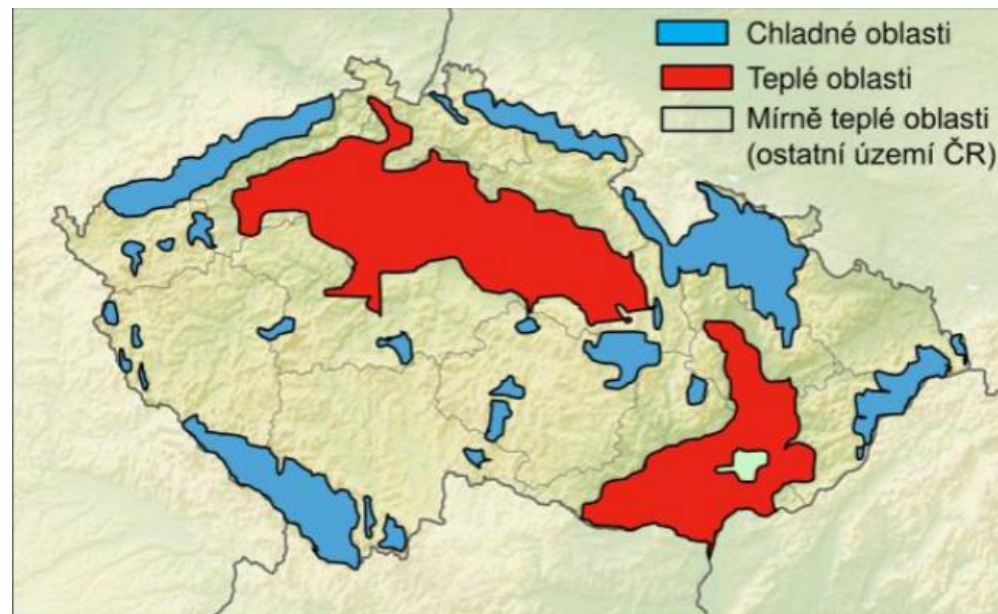 Chladné oblasti
Teplé oblasti
Mírně teplé oblasti
(ostatní území ČR)